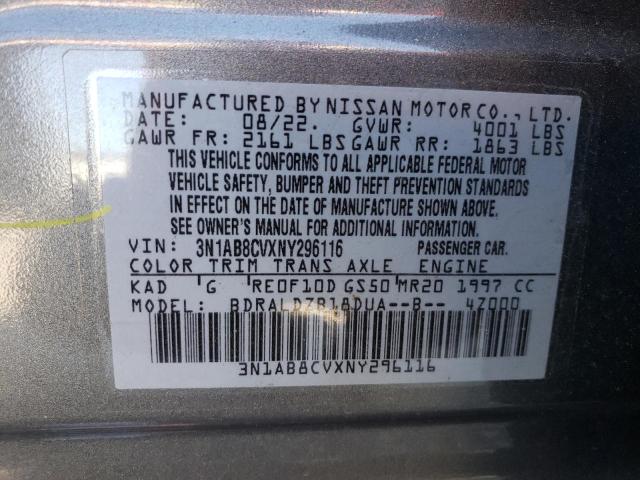 MANUFACTURED BY NISSAN MOTOR CO., LTD.
DATE: 08/22. GVWR: 4001 LBS
GAWR FR: 2161 LBS GAWR RR: 1863 LBS
THIS VEHICLE CONFORMS TO ALL APPLICABLE FEDERAL MOTOR
VEHICLE SAFETY, BUMPER AND THEFT PREVENTION STANDARDS
IN EFFECT ON THE DATE OF MANUFACTURE SHOWN ABOVE.
SEE OWNER'S MANUAL FOR ADDITIONAL INFORMATION.
VIN: 3N1AB8CVXNY296116 PASSENGER CAR.
COLOR TRIM TRANS AXLE ENGINE
KAD G RE0F10D GS50 MR20 1997 CC
MODEL: BDRALDZB18DUA--B-- 4Z000
3N1AB8CVXNY296116